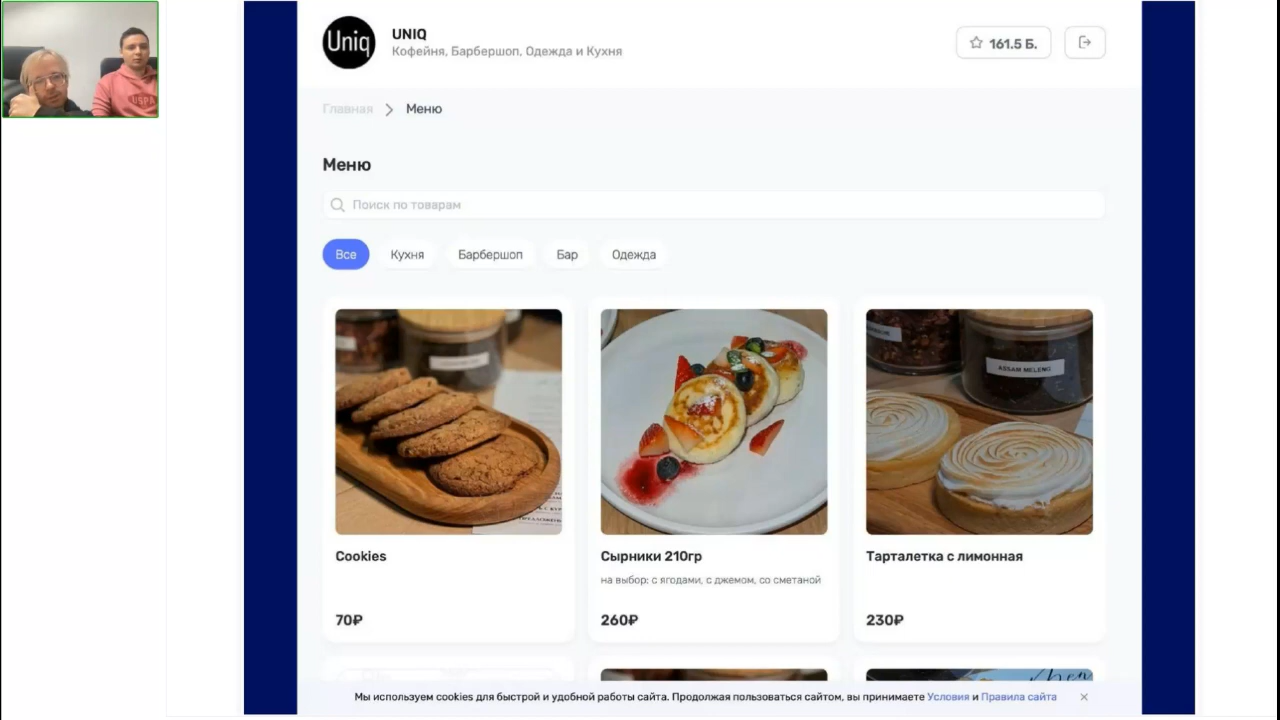 Uniq
UNIQ
Кофейня, Барбершоп, Одежда и Кухня
161.5 Б.
Главная
Меню
Меню
Поиск по товарам
Все
Кухня
Барбершоп
Бар
Одежда
ASSAM MELENG
USPA
Cookies
Сырники 210гр
Тарталетка с лимонная
на выбор: с ягодами, с джемом, со сметаной
70₽
260₽
230₽
Мы используем cookies для быстрой и удобной работы сайта. Продолжая пользоваться сайтом, вы принимаете Условия и Правила сайта